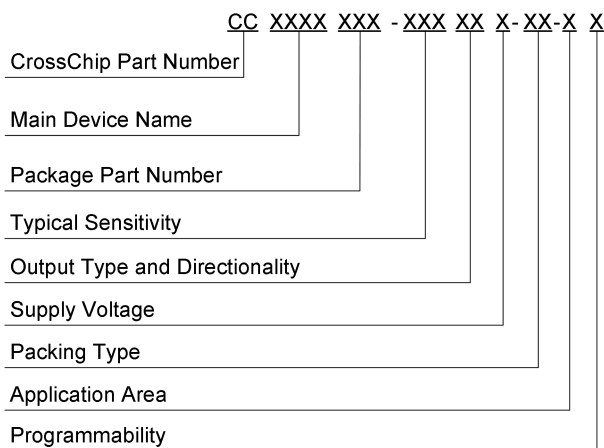 CC XXXX XXX -XXX XX X-XX-X X
CrossChip Part Number
Main Device Name
Package Part Number
Typical Sensitivity
Output Type and Directionality
Supply Voltage
Packing Type
Application Area
Programmability